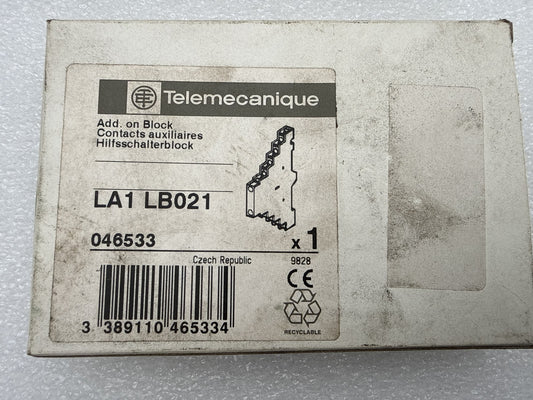 Telemecanique
Add. on Block
Contacts auxiliaires
Hilfsschalterblock
LA1 LB021
046533
x 1
Czech Republic
9828
CE
3 389110 465334
RECYCLABLE